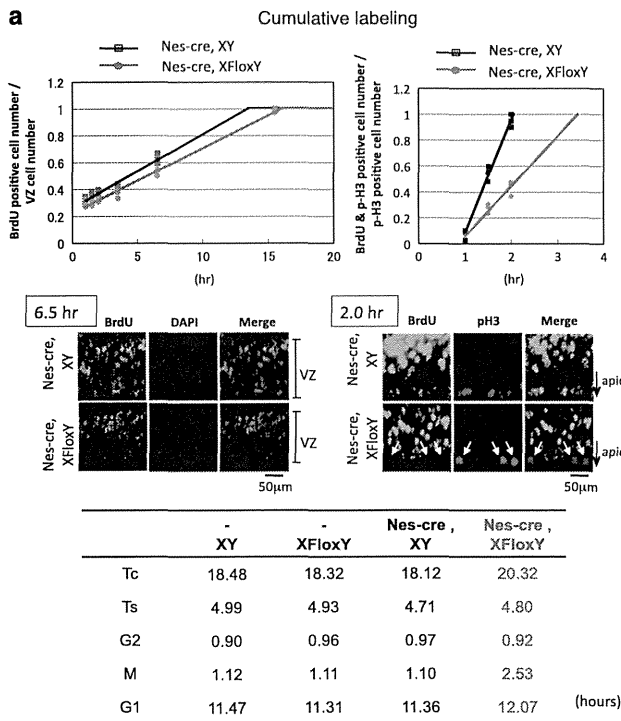 a
Cumulative labeling
Nes-cre, XY
Nes-cre, XFloxY
BrdU positive cell number /
VZ cell number
1.2
1
0.8
0.6
0.4
0.2
0
0 5 10 15 20
(hr)
Nes-cre, XY
Nes-cre, XFloxY
BrdU & p-H3 positive cell number /
p-H3 positive cell number
1.2
1
0.8
0.6
0.4
0.2
0
0 1 2 3 4
(hr)
6.5 hr
BrdU DAPI Merge
Nes-cre,
XY
VZ
Nes-cre,
XFloxY
VZ
50μm
2.0 hr
BrdU pH3 Merge
Nes-cre,
XY
Nes-cre,
XFloxY
50μm
- - Nes-cre , Nes-cre ,
XY XFloxY XY XFloxY
Tc 18.48 18.32 18.12 20.32
Ts 4.99 4.93 4.71 4.80
G2 0.90 0.96 0.97 0.92
M 1.12 1.11 1.10 2.53
G1 11.47 11.31 11.36 12.07 (hours)